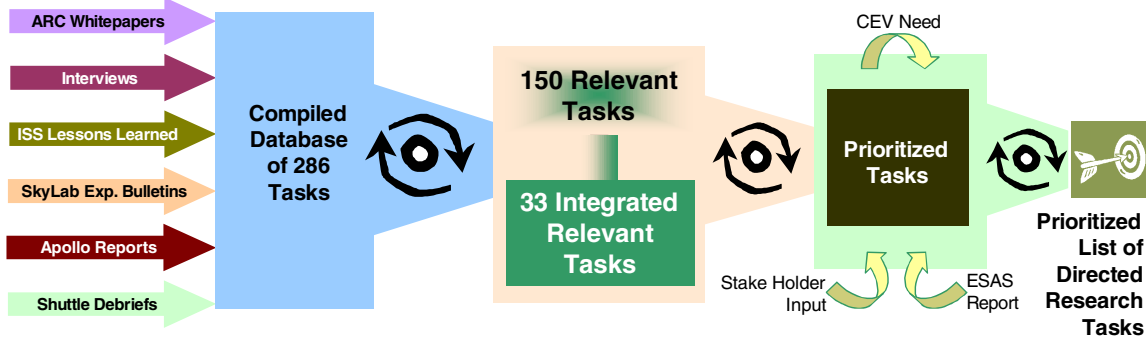 ARC Whitepapers
Interviews
ISS Lessons Learned
SkyLab Exp. Bulletins
Apollo Reports
Shuttle Debriefs
Compiled
Database
of 286
Tasks
150 Relevant
Tasks
33 Integrated
Relevant
Tasks
CEV Need
Prioritized
Tasks
Stake Holder
Input
ESAS
Report
Prioritized
List of
Directed
Research
Tasks